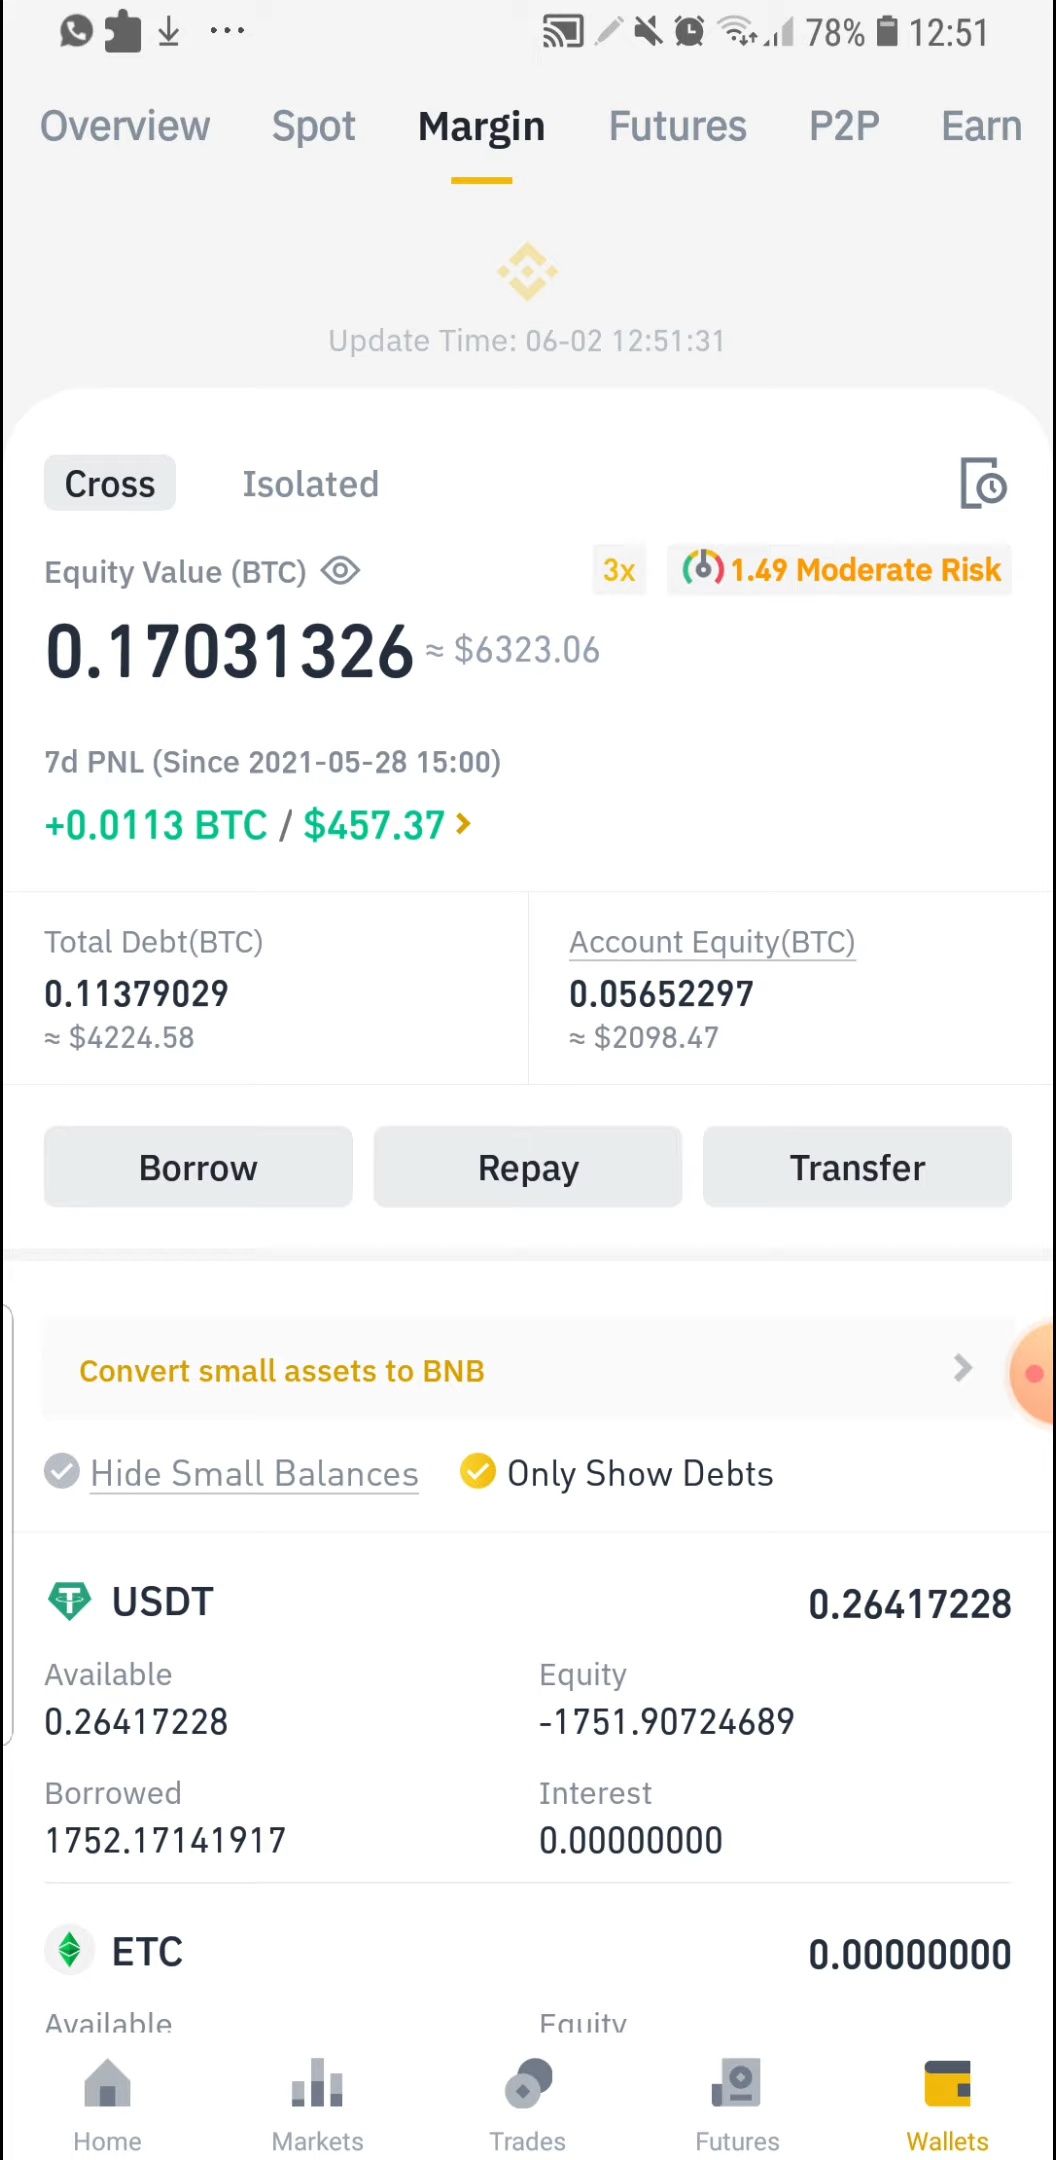 78% 12:51
Overview Spot Margin Futures P2P Earn
Update Time: 06-02 12:51:31
Cross Isolated
Equity Value (BTC) 3x 1.49 Moderate Risk
0.17031326 ≈ $6323.06
7d PNL (Since 2021-05-28 15:00)
+0.0113 BTC / $457.37
Total Debt(BTC) Account Equity(BTC)
0.11379029 0.05652297
≈ $4224.58 ≈ $2098.47
Borrow Repay Transfer
Convert small assets to BNB
Hide Small Balances Only Show Debts
USDT 0.26417228
Available Equity
0.26417228 -1751.90724689
Borrowed Interest
1752.17141917 0.00000000
ETC 0.00000000
Available Equity
Home Markets Trades Futures Wallets